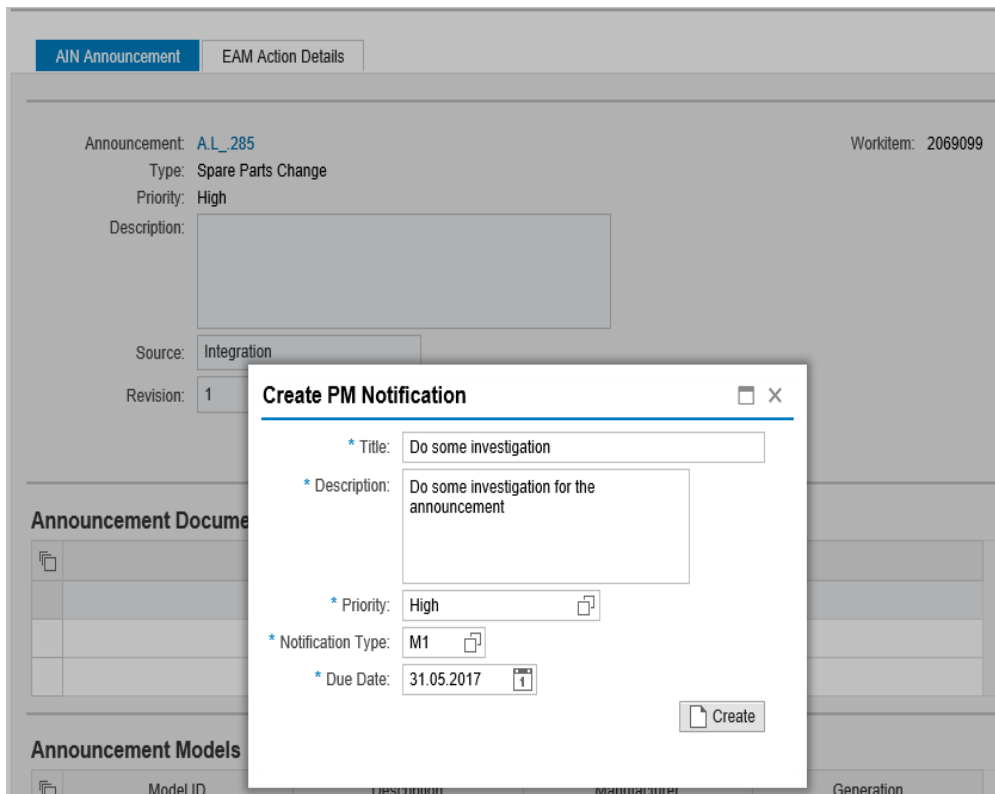 AIN Announcement EAM Action Details
Announcement: A.L_.285 Workitem: 2069099
Type: Spare Parts Change
Priority: High
Description:
Source: Integration
Revision: 1
Create PM Notification
* Title: Do some investigation
* Description: Do some investigation for the
announcement
* Priority: High
* Notification Type: M1
* Due Date: 31.05.2017
Create
Announcement Docume
Announcement Models
Model ID Description Manufacturer Generation